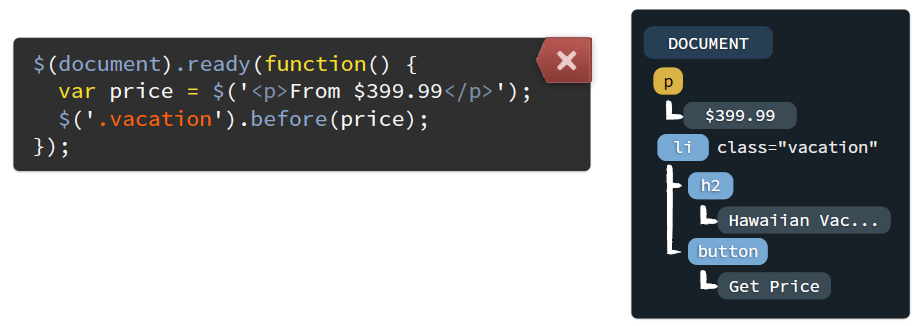 $(document).ready(function() {
var price = $('<p>From $399.99</p>');
$('.vacation').before(price);
});
DOCUMENT
p
$399.99
li class="vacation"
h2
Hawaiian Vac...
button
Get Price